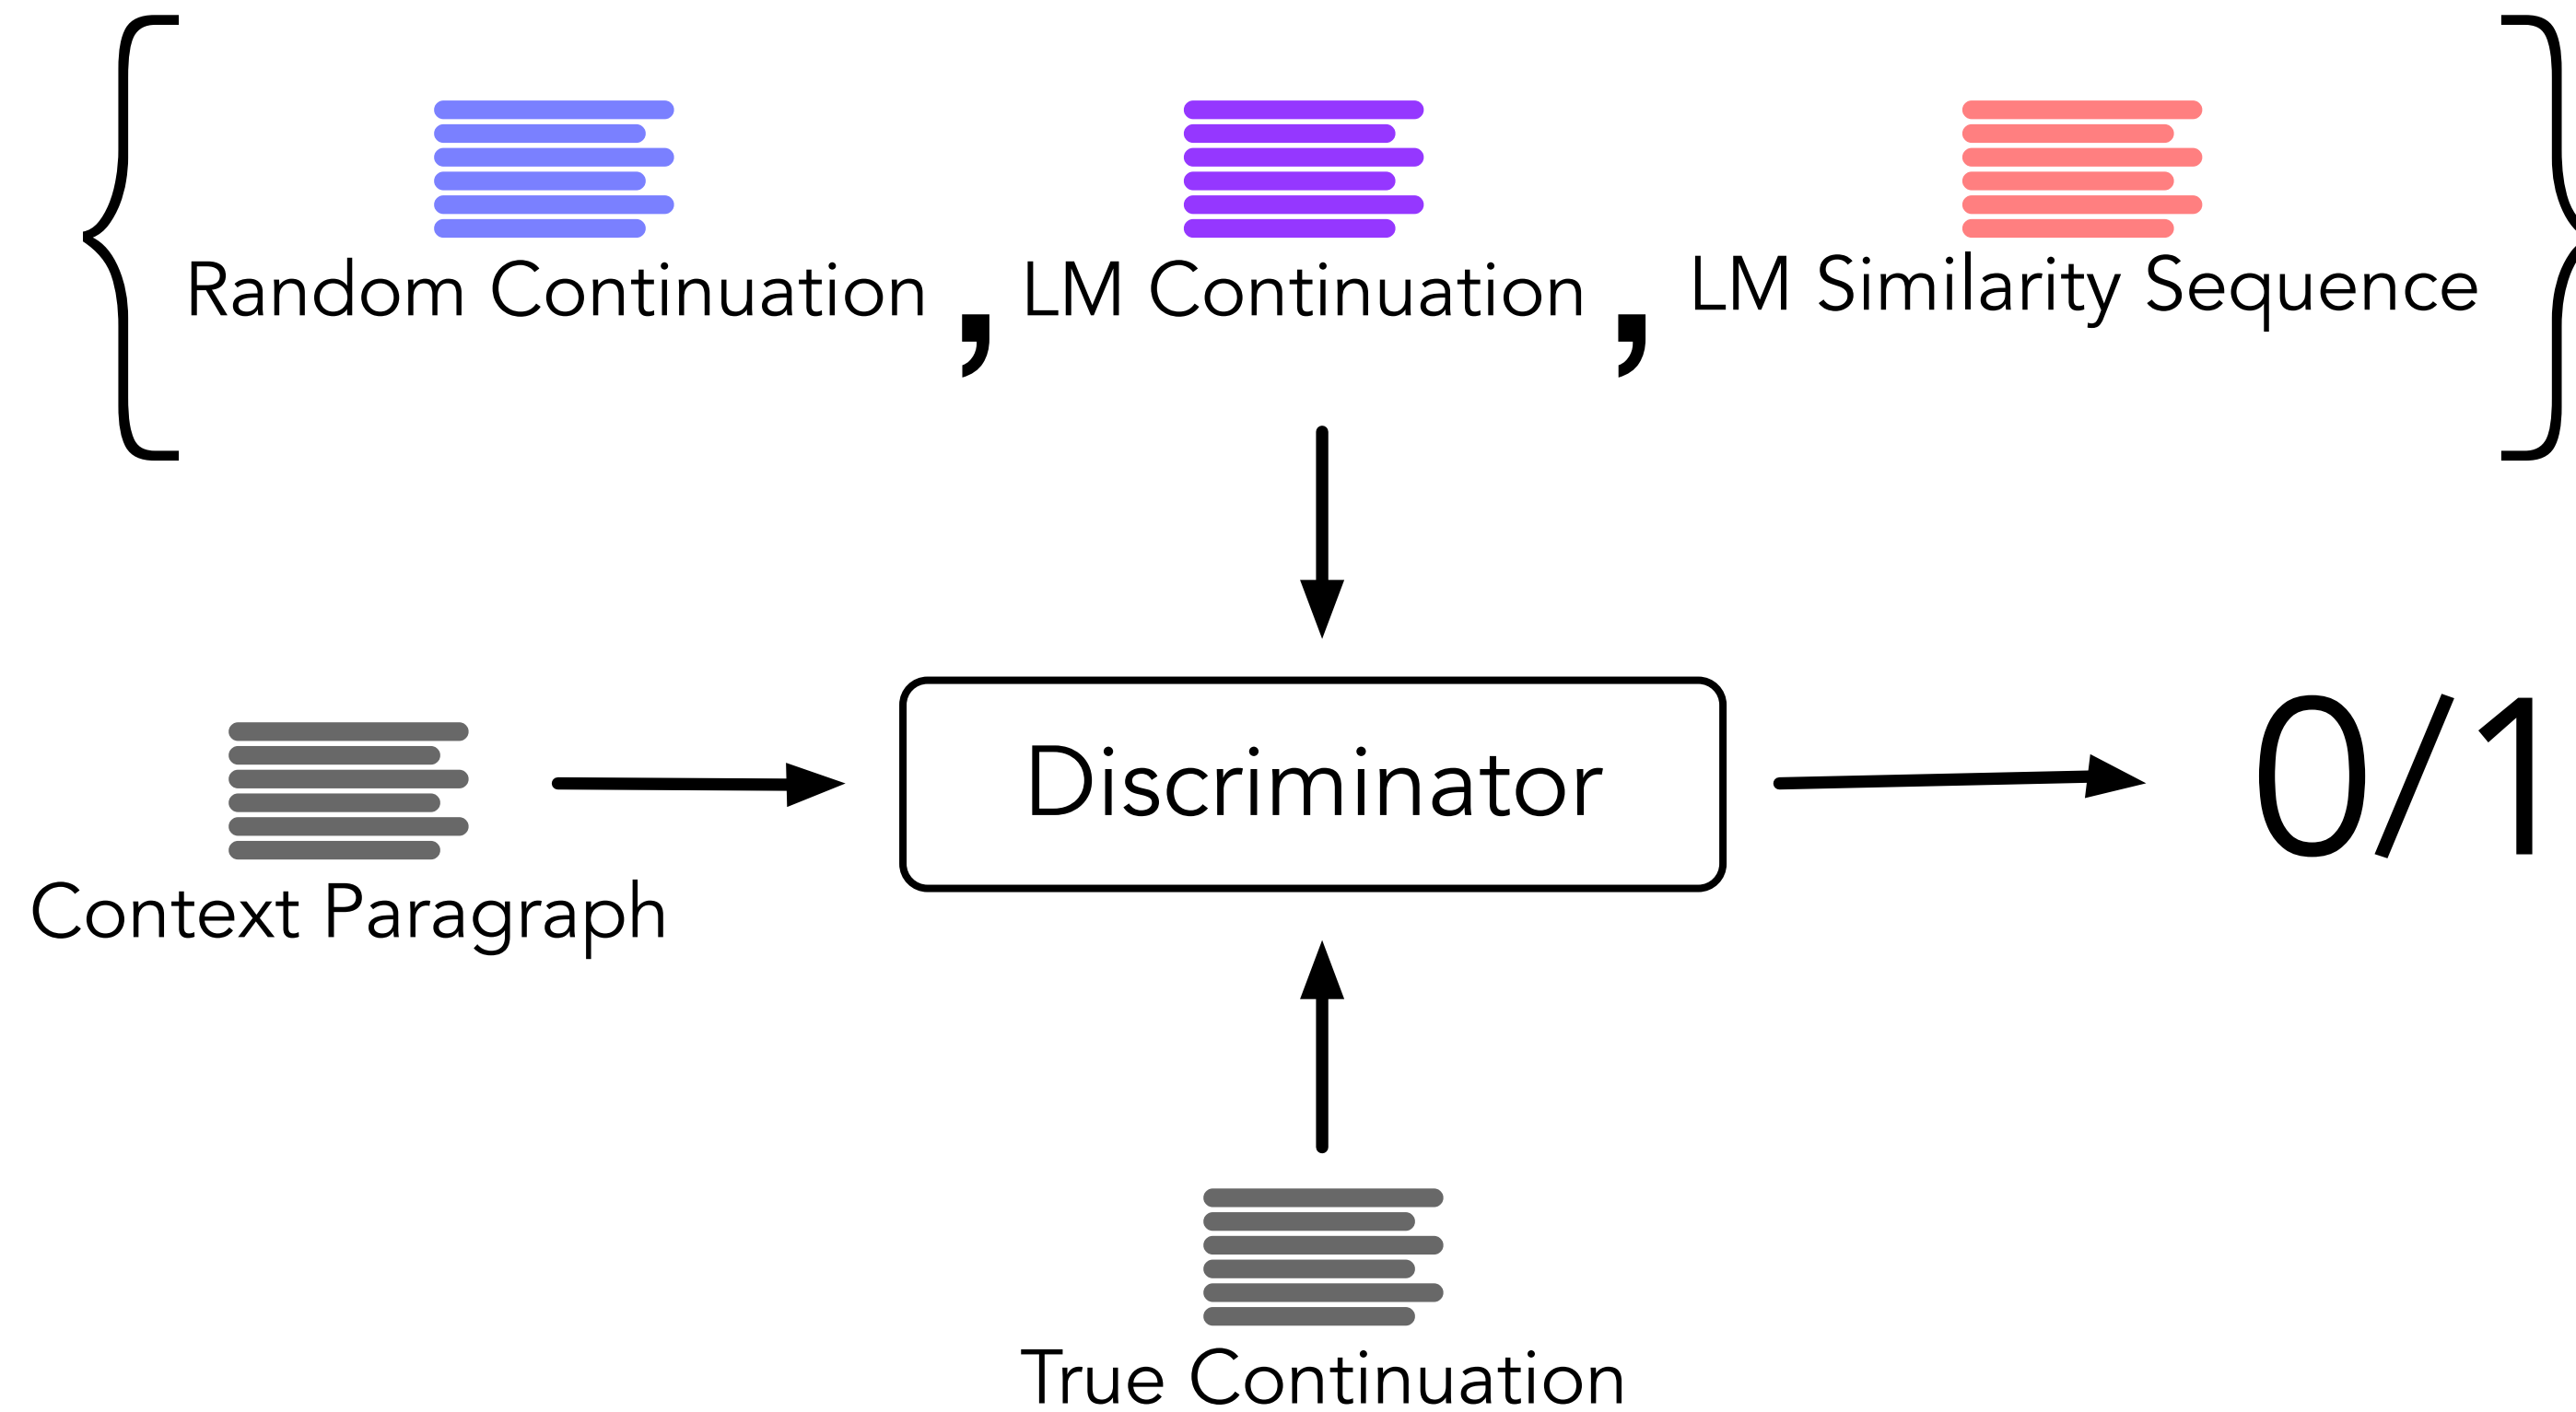 Random Continuation , LM Continuation , LM Similarity Sequence
Discriminator
0/1
Context Paragraph
True Continuation